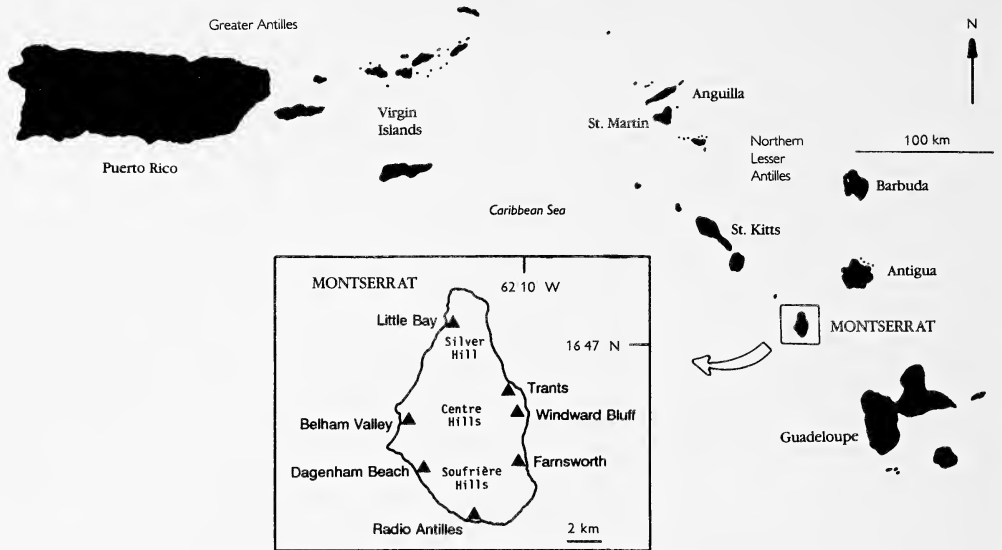 Greater Antilles
N
Anguilla
Virgin
Islands
St. Martin
Northern
Lesser
Antilles
100 km
Puerto Rico
Barbuda
Caribbean Sea
St. Kitts
Antigua
MONTSERRAT
62 10 W
Little Bay
Silver
Hill
16 47 N
MONTSERRAT
Trants
Centre
Hills
Windward Bluff
Belham Valley
Guadeloupe
Farnsworth
Dagenham Beach
Soufrière
Hills
Radio Antilles
2 km